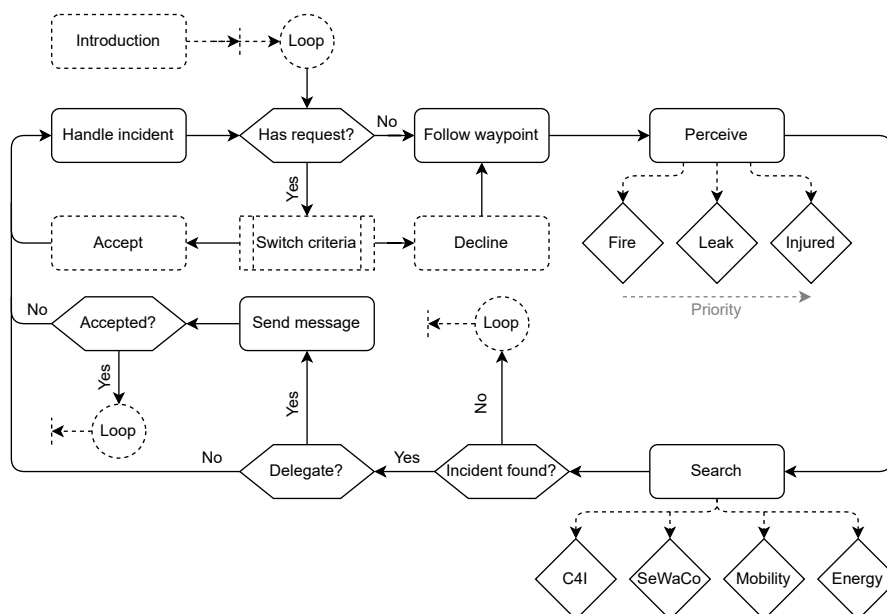 Introduction
Loop
Handle incident
Has request?
No
Follow waypoint
Perceive
Yes
Accept
Switch criteria
Decline
Fire
Leak
Injured
Priority
No
Accepted?
Send message
Loop
Yes
Loop
Yes
No
No
Delegate?
Yes
Incident found?
Search
C4I
SeWaCo
Mobility
Energy